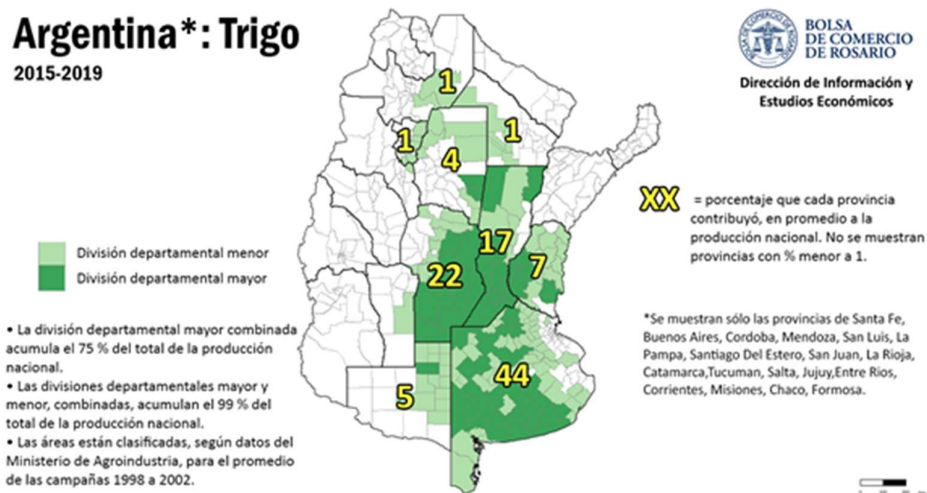 Argentina*: Trigo
2015-2019
BOLSA DE COMERCIO DE ROSARIO
BOLSA
DE COMERCIO
DE ROSARIO
Dirección de Información y
Estudios Económicos
1
1
1
4
XX = porcentaje que cada provincia
contribuyó, en promedio a la
producción nacional. No se muestran
provincias con % menor a 1.
17
7
22
División departamental menor
División departamental mayor
• La división departamental mayor combinada
acumula el 75 % del total de la producción
nacional.
• Las divisiones departamentales mayor y
menor, combinadas, acumulan el 99 % del
total de la producción nacional.
• Las áreas están clasificadas, según datos del
Ministerio de Agroindustria, para el promedio
de las campañas 1998 a 2002.
44
5
*Se muestran sólo las provincias de Santa Fe,
Buenos Aires, Cordoba, Mendoza, San Luis, La
Pampa, Santiago Del Estero, San Juan, La Rioja,
Catamarca,Tucuman, Salta, Jujuy,Entre Rios,
Corrientes, Misiones, Chaco, Formosa.